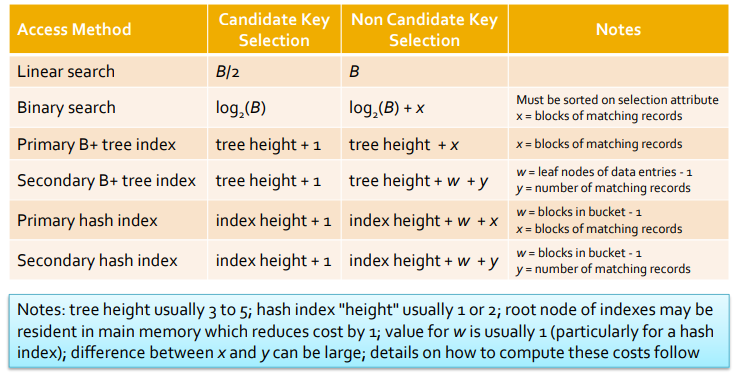 Access Method Candidate Key Selection Non Candidate Key Selection Notes
Linear search B/2 B
Binary search log₂(B) log₂(B) + x Must be sorted on selection attribute x = blocks of matching records
Primary B+ tree index tree height + 1 tree height + x x = blocks of matching records
Secondary B+ tree index tree height + 1 tree height + w + y w = leaf nodes of data entries - 1 y = number of matching records
Primary hash index index height + 1 index height + w + x w = blocks in bucket - 1 x = blocks of matching records
Secondary hash index index height + 1 index height + w + y w = blocks in bucket - 1 y = number of matching records
Notes: tree height usually 3 to 5; hash index "height" usually 1 or 2; root node of indexes may be
resident in main memory which reduces cost by 1; value for w is usually 1 (particularly for a hash
index); difference between x and y can be large; details on how to compute these costs follow